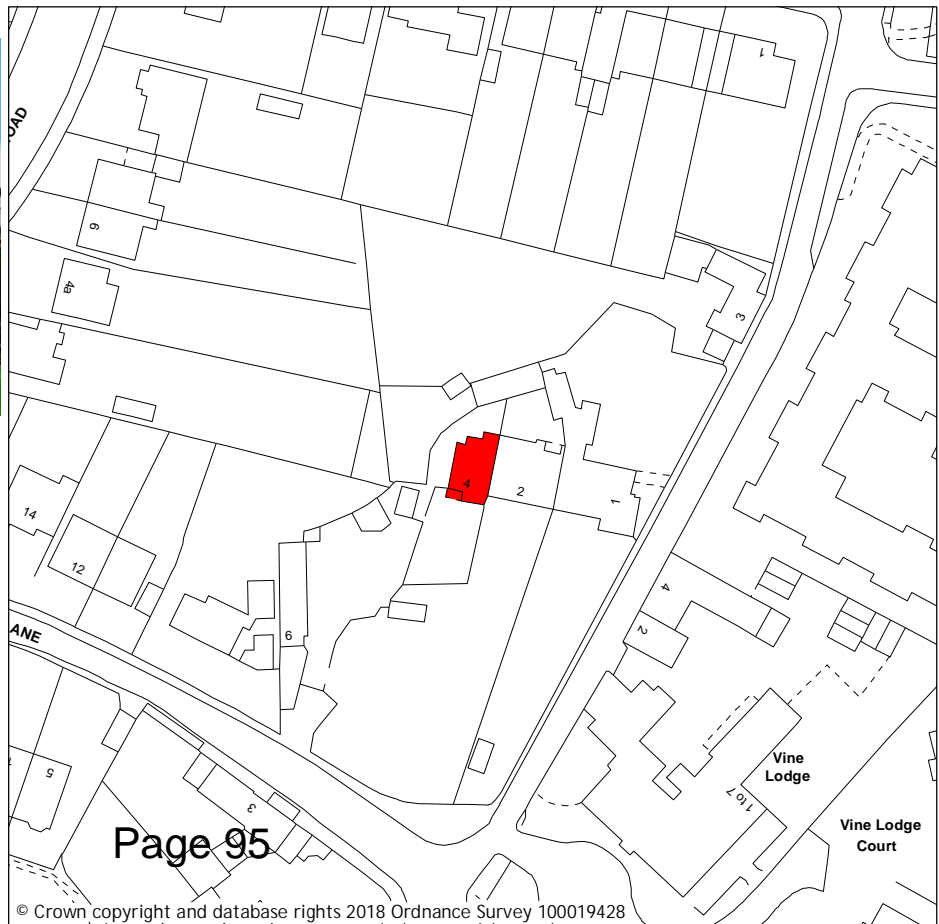 1
OAD
6
4a
3
4
2
1
14
12
ANE
6
4
2
5
3
1 to 7
Vine
Lodge
Vine Lodge
Court
Page 95
© Crown copyright and database rights 2018 Ordnance Survey 100019428